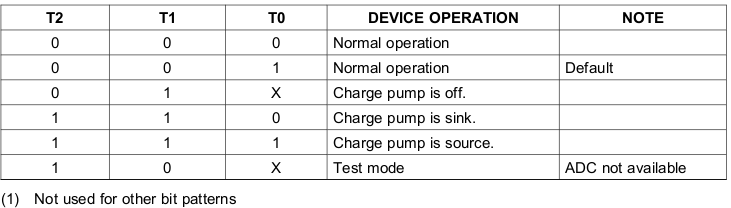 T2 T1 T0 DEVICE OPERATION NOTE
0 0 0 Normal operation
0 0 1 Normal operation Default
0 1 X Charge pump is off.
1 1 0 Charge pump is sink.
1 1 1 Charge pump is source.
1 0 X Test mode ADC not available
(1) Not used for other bit patterns